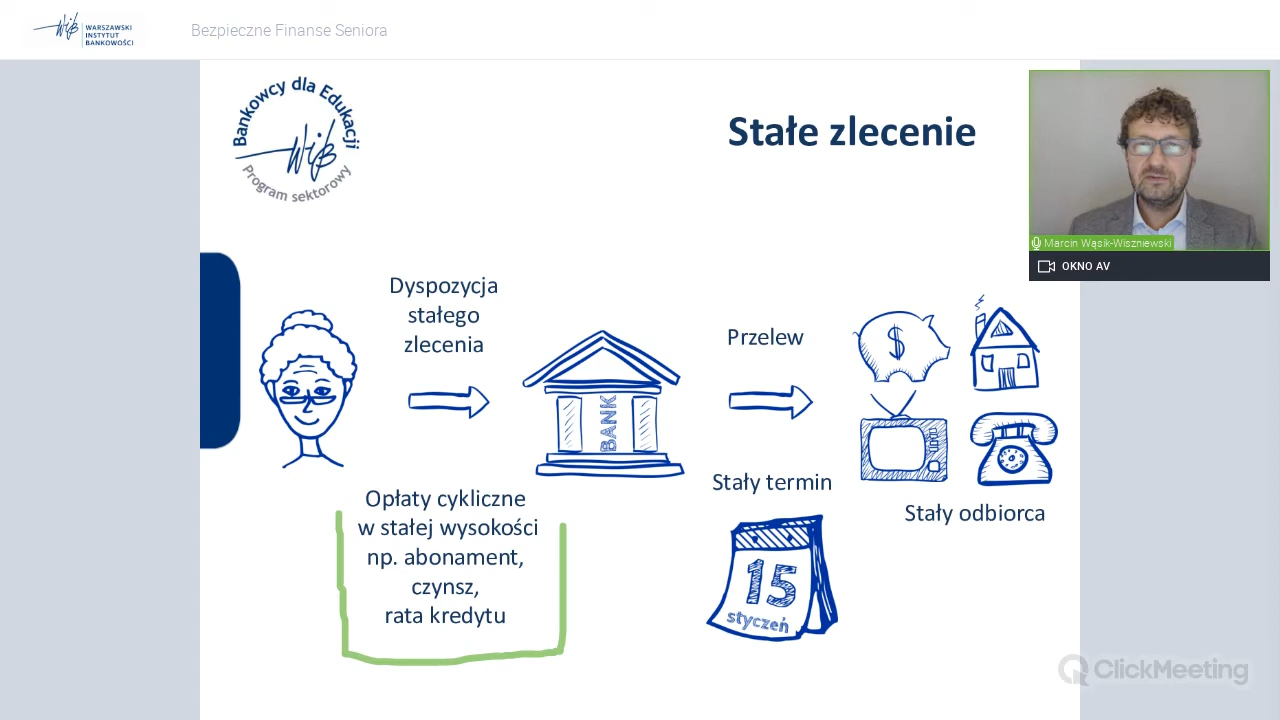 WARSZAWSKI
INSTYTUT
BANKOWOŚCI
Bezpieczne Finanse Seniora
Bankowcy dla Edukacji
WiB
Program sektorowy
Stałe zlecenie
Marcin Wąsik-Wiszniewski
OKNO AV
Dyspozycja
stałego
zlecenia
Przelew
$
BANK
Stały termin
Stały odbiorca
Opłaty cykliczne
w stałej wysokości
np. abonament,
czynsz,
rata kredytu
15
styczeń
ClickMeeting